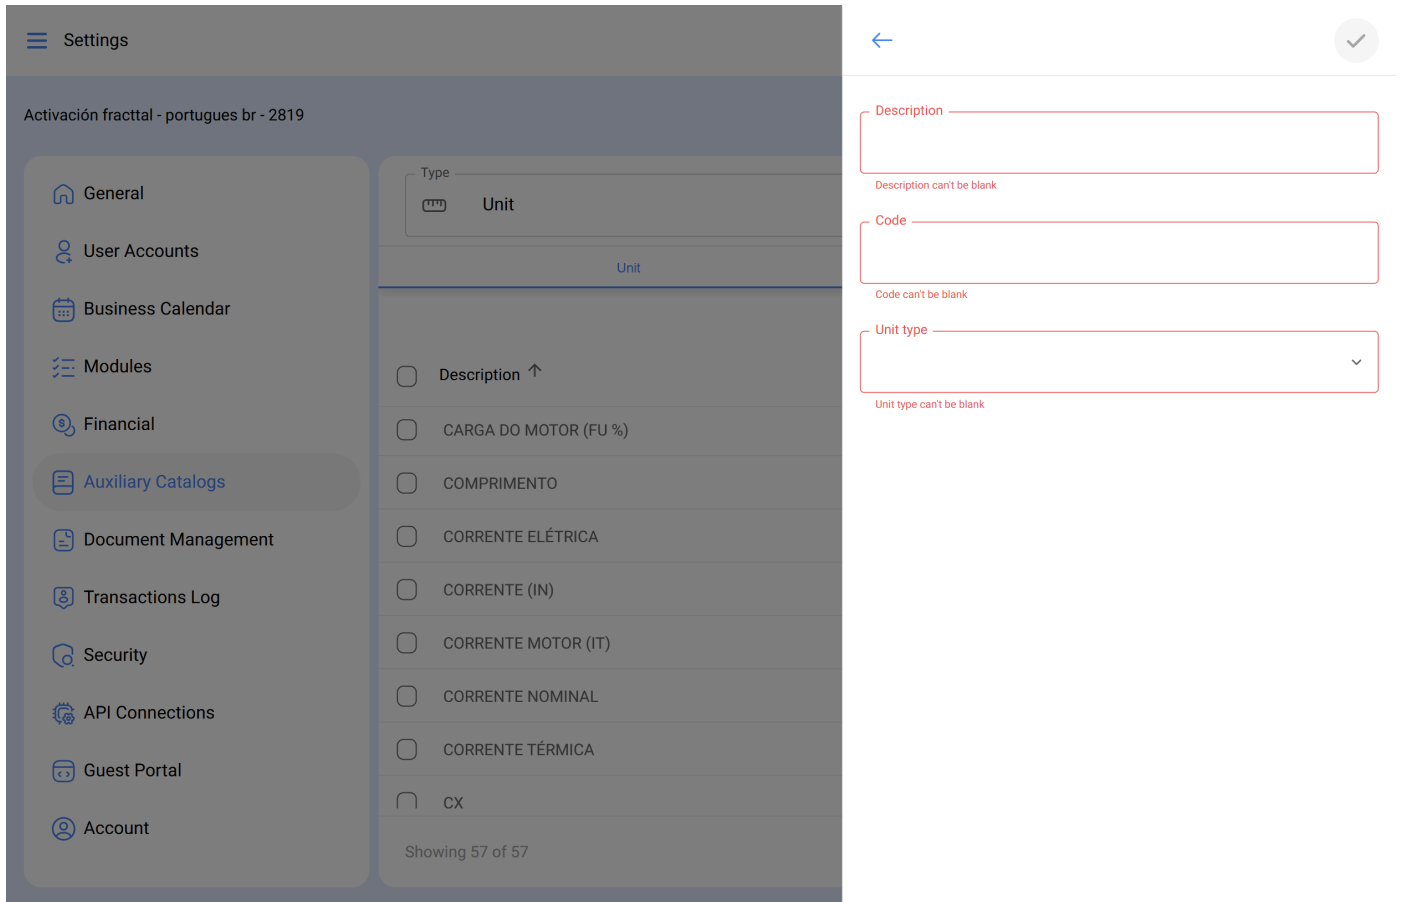 Settings
Activación fracttal - portugues br - 2819
General
User Accounts
Business Calendar
Modules
Financial
Auxiliary Catalogs
Document Management
Transactions Log
Security
API Connections
Guest Portal
Account
Type
Unit
Unit
Description
CARGA DO MOTOR (FU %)
COMPRIMENTO
CORRENTE ELÉTRICA
CORRENTE (IN)
CORRENTE MOTOR (IT)
CORRENTE NOMINAL
CORRENTE TÉRMICA
CX
Showing 57 of 57
Description
Description can't be blank
Code
Code can't be blank
Unit type
Unit type can't be blank